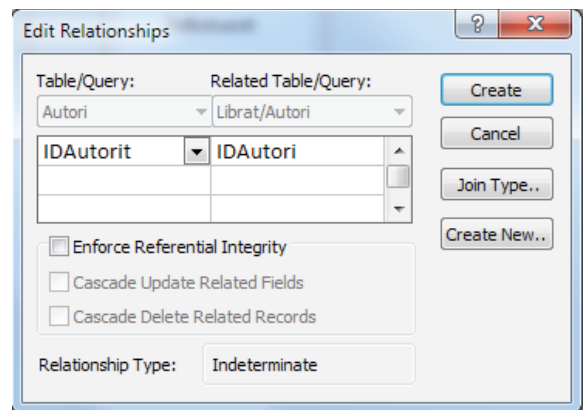 Edit Relationships
Table/Query: Related Table/Query:
Autori Librat/Autori
IDAutorit IDAutori
Create
Cancel
Join Type..
Create New..
Enforce Referential Integrity
Cascade Update Related Fields
Cascade Delete Related Records
Relationship Type: Indeterminate